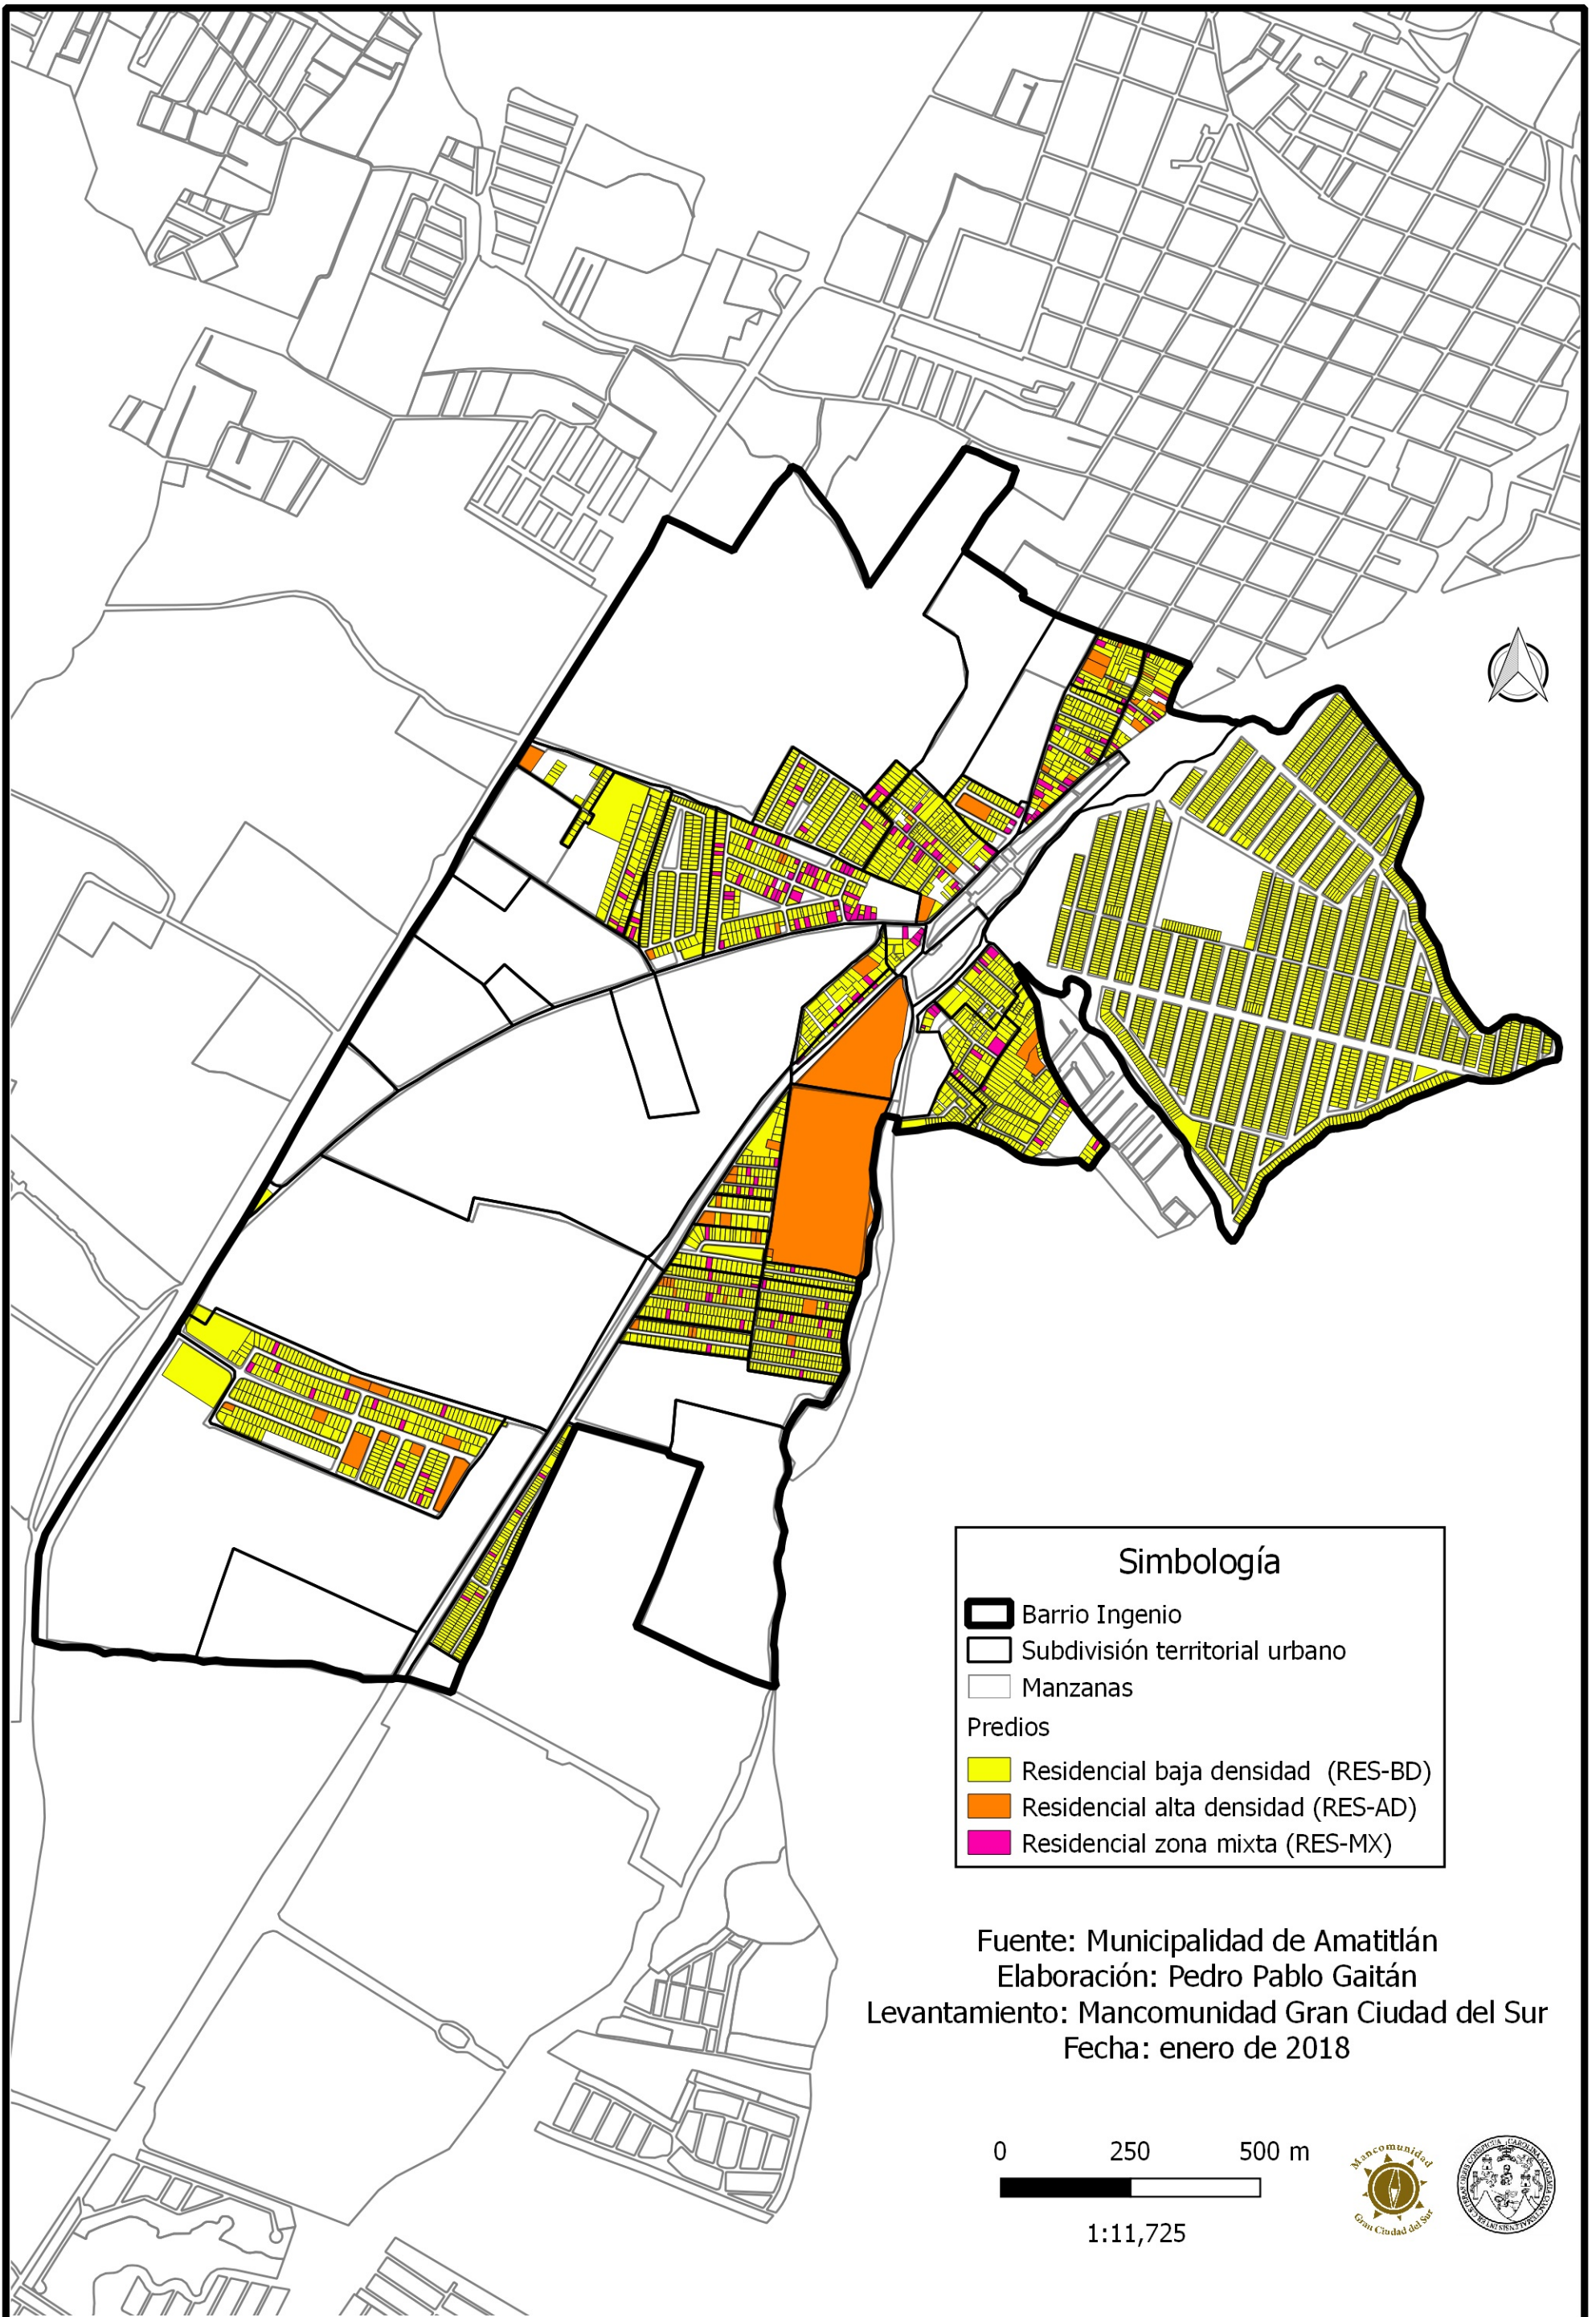 Simbología
Barrio Ingenio
Subdivisión territorial urbano
Manzanas
Predios
Residencial baja densidad (RES-BD)
Residencial alta densidad (RES-AD)
Residencial zona mixta (RES-MX)
Fuente: Municipalidad de Amatitlán
Elaboración: Pedro Pablo Gaitán
Levantamiento: Mancomunidad Gran Ciudad del Sur
Fecha: enero de 2018
0 250 500 m
1:11,725
Mancomunidad
Gran Ciudad del Sur